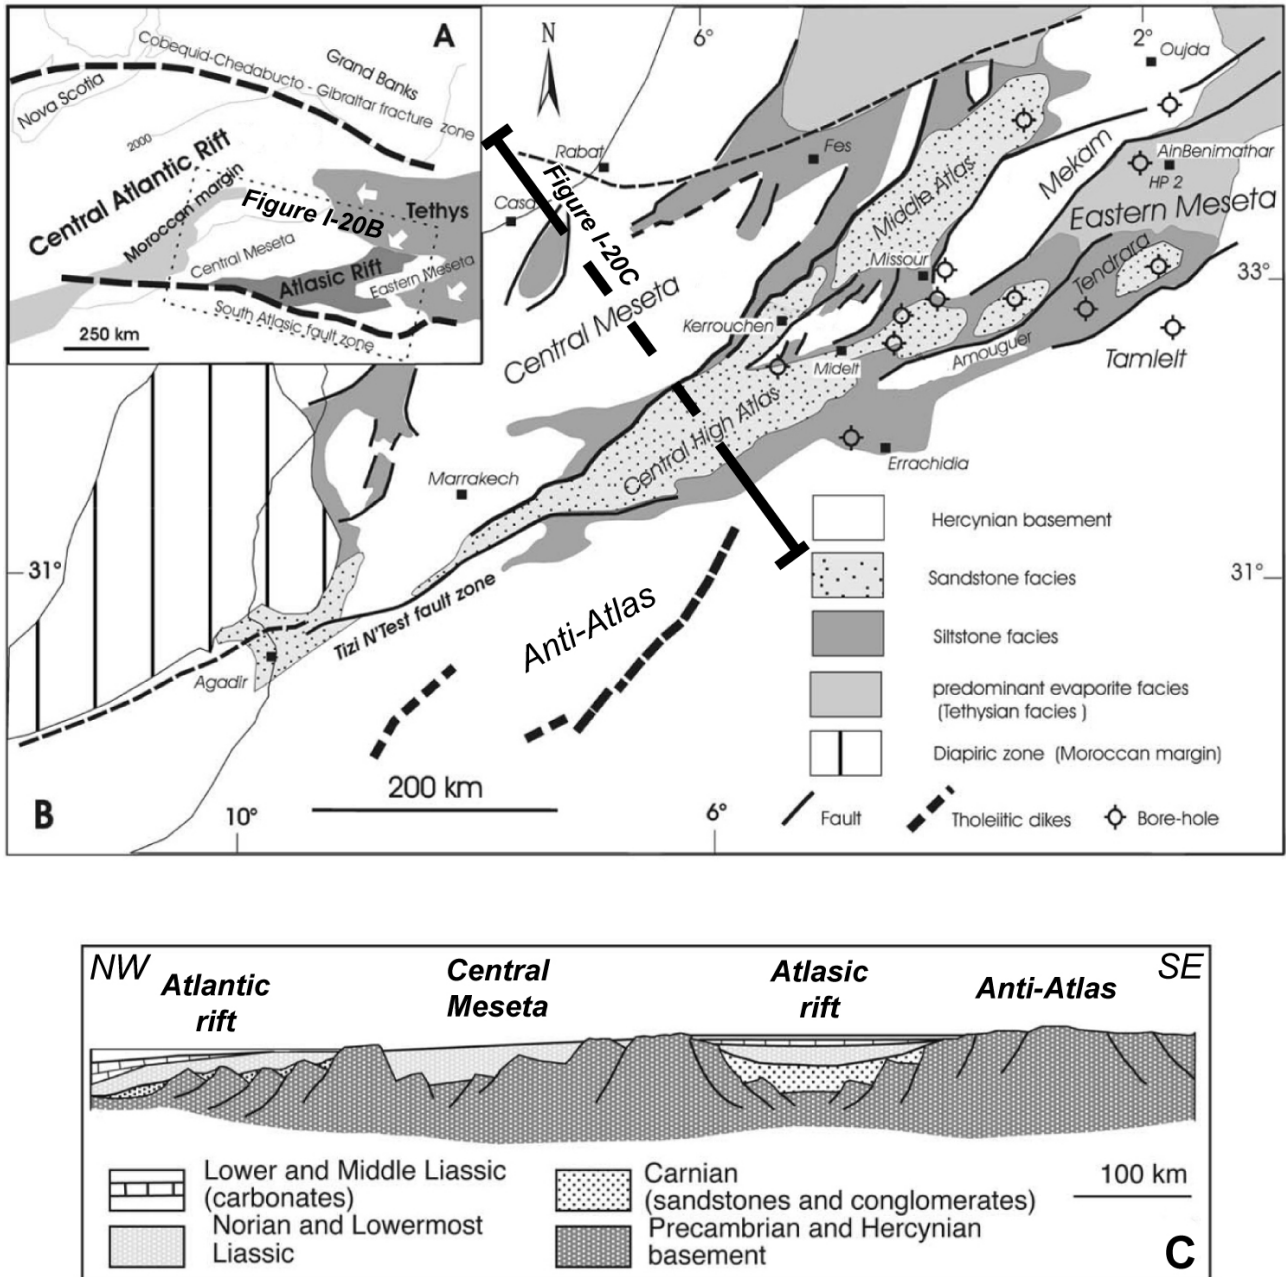 A
Cobequid-Chedabucto - Gibraltar fracture zone
Grand Banks
Nova Scotia
2000
Central Atlantic Rift
Moroccan margin
Figure I-20B
Tethys
Central Meseta
Atlasic Rift
Eastern Meseta
South Atlasic fault zone
250 km
N
6°
2°
Oujda
Rabat
Fes
Casa
Figure I-20C
Middle Atlas
Mekam
AinBenimathar
HP 2
Eastern Meseta
Missour
Tendrara
33°
Central Meseta
Kerrouchen
Midelt
Amouguer
Tamlelt
Central High Atlas
Errachidia
Marrakech
31°
31°
Tizi N'Test fault zone
Anti-Atlas
Agadir
Hercynian basement
Sandstone facies
Siltstone facies
predominant evaporite facies
(Tethysian facies )
Diapiric zone (Moroccan margin)
Fault
Tholeiitic dikes
Bore-hole
200 km
B
10°
6°
NW
SE
Atlantic
rift
Central
Meseta
Atlasic
rift
Anti-Atlas
Lower and Middle Liassic
(carbonates)
Norian and Lowermost
Liassic
Carnian
(sandstones and conglomerates)
Precambrian and Hercynian
basement
100 km
C